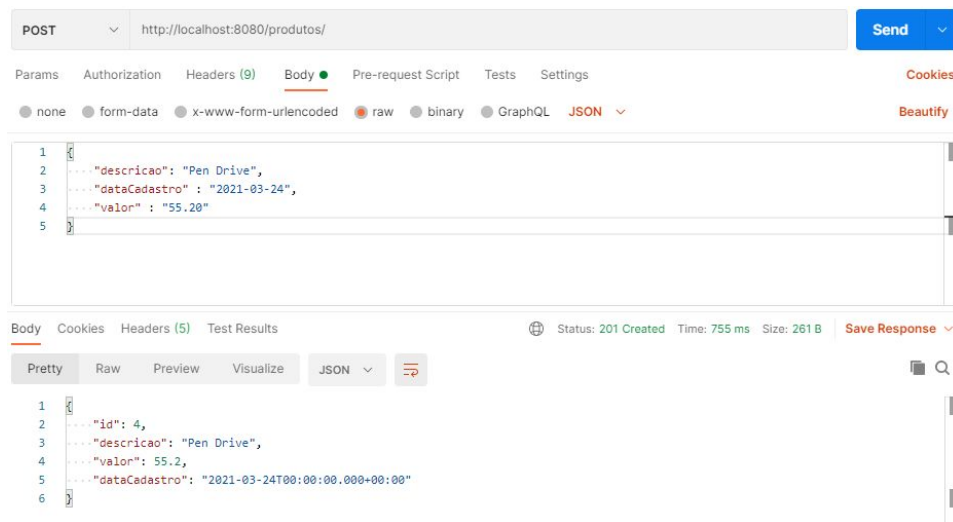 POST http://localhost:8080/produtos/ Send
Params Authorization Headers (9) Body Pre-request Script Tests Settings Cookies
none form-data x-www-form-urlencoded raw binary GraphQL JSON Beautify
1 {
2 "descricao": "Pen Drive",
3 "dataCadastro" : "2021-03-24",
4 "valor" : "55.20"
5 }
Body Cookies Headers (5) Test Results Status: 201 Created Time: 755 ms Size: 261 B Save Response
Pretty Raw Preview Visualize JSON
1 {
2 "id": 4,
3 "descricao": "Pen Drive",
4 "valor": 55.2,
5 "dataCadastro": "2021-03-24T00:00:00.000+00:00"
6 }